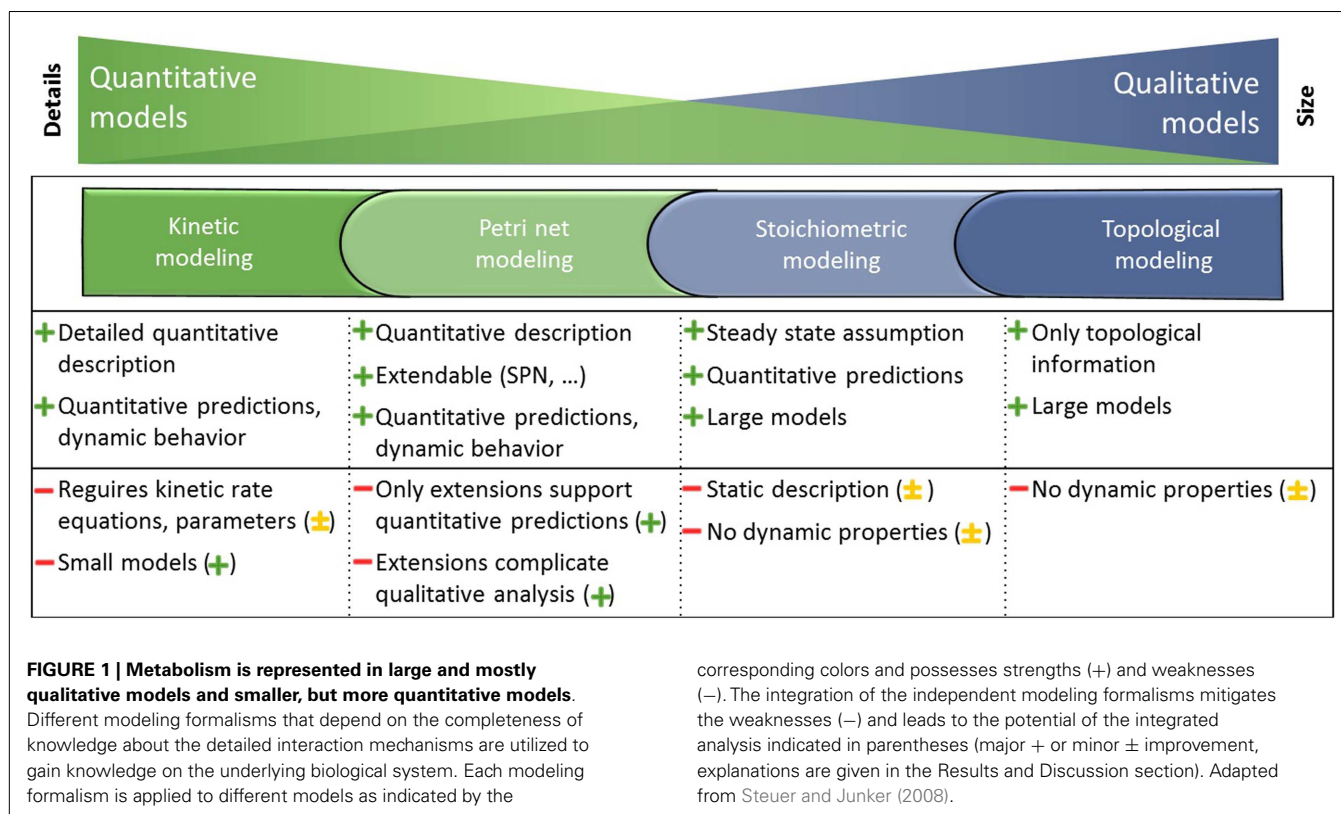 Details
Quantitative
models
Qualitative
models
Size
Kinetic
modeling
Petri net
modeling
Stoichiometric
modeling
Topological
modeling
+ Detailed quantitative
description
+ Quantitative predictions,
dynamic behavior
+ Quantitative description
+ Extendable (SPN, ...)
+ Quantitative predictions,
dynamic behavior
+ Steady state assumption
+ Quantitative predictions
+ Large models
+ Only topological
information
+ Large models
− Reguires kinetic rate
equations, parameters (±)
− Small models (+)
− Only extensions support
quantitative predictions (+)
− Extensions complicate
qualitative analysis (+)
− Static description (±)
− No dynamic properties (±)
− No dynamic properties (±)
FIGURE 1 | Metabolism is represented in large and mostly
qualitative models and smaller, but more quantitative models.
Different modeling formalisms that depend on the completeness of
knowledge about the detailed interaction mechanisms are utilized to
gain knowledge on the underlying biological system. Each modeling
formalism is applied to different models as indicated by the
corresponding colors and possesses strengths (+) and weaknesses
(−). The integration of the independent modeling formalisms mitigates
the weaknesses (−) and leads to the potential of the integrated
analysis indicated in parentheses (major + or minor ± improvement,
explanations are given in the Results and Discussion section). Adapted
from Steuer and Junker (2008).